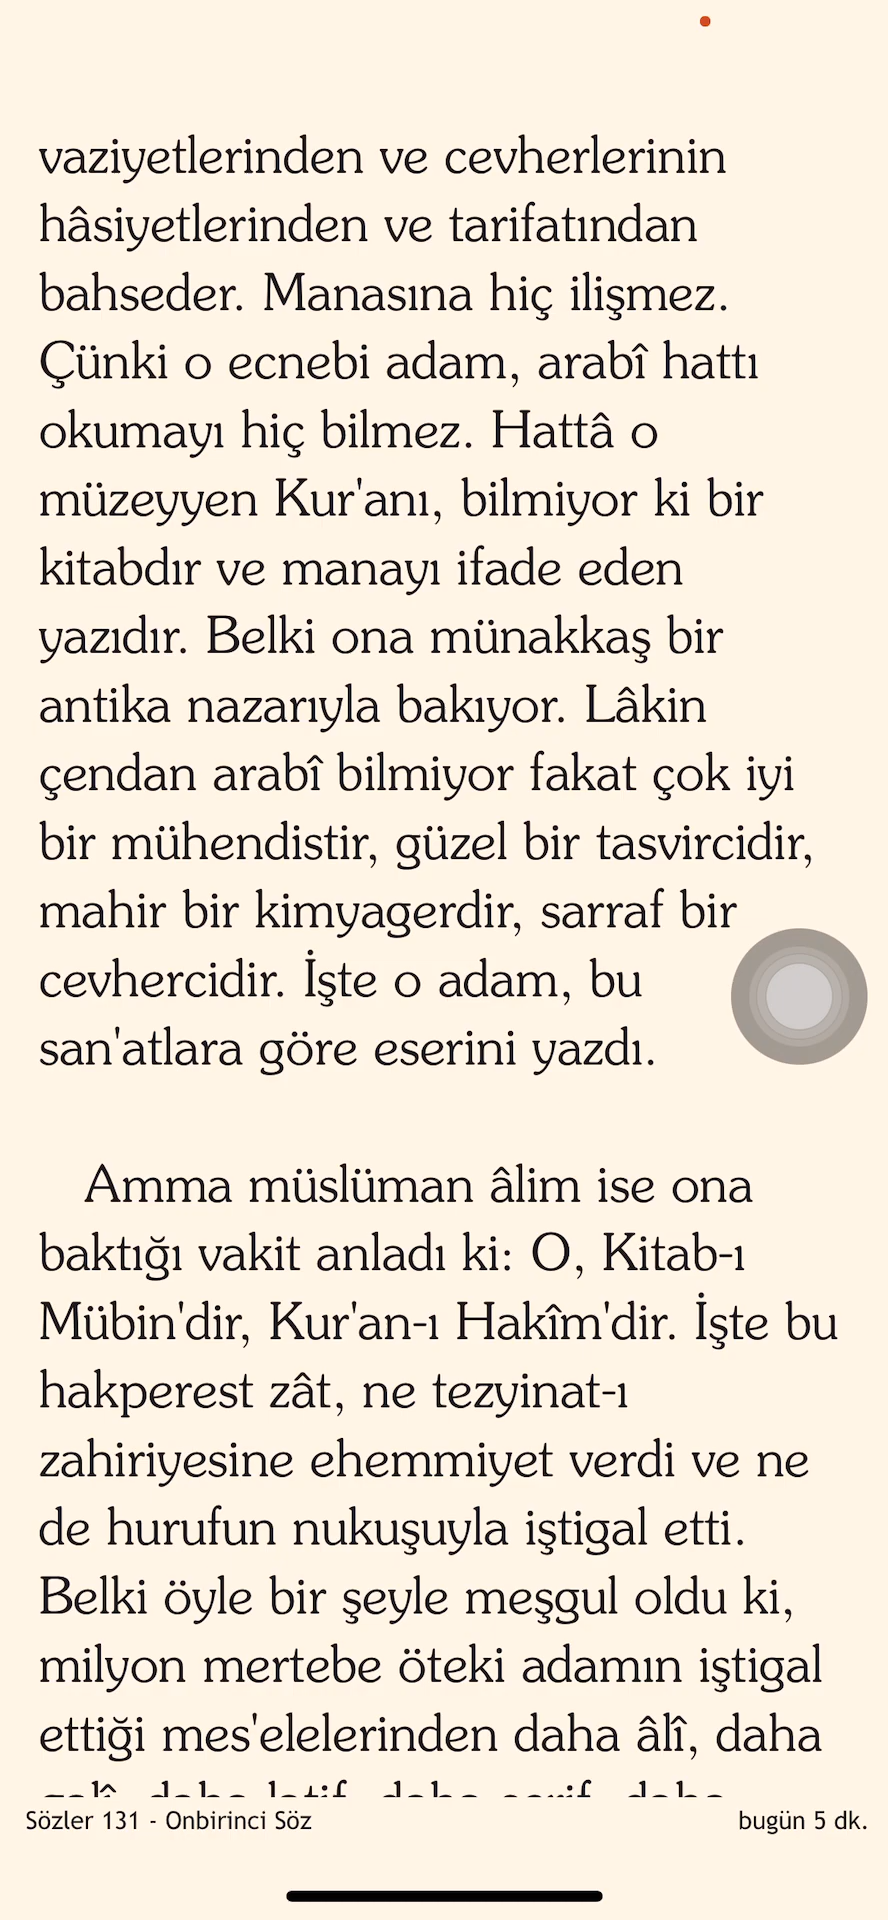 vaziyetlerinden ve cevherlerinin
hâsiyetlerinden ve tarifatından
bahseder. Manasına hiç ilişmez.
Çünki o ecnebi adam, arabî hattı
okumayı hiç bilmez. Hattâ o
müzeyyen Kur'anı, bilmiyor ki bir
kitabdır ve manayı ifade eden
yazıdır. Belki ona münakkaş bir
antika nazarıyla bakıyor. Lâkin
çendan arabî bilmiyor fakat çok iyi
bir mühendistir, güzel bir tasvircidir,
mahir bir kimyagerdir, sarraf bir
cevhercidir. İşte o adam, bu
san'atlara göre eserini yazdı.
Amma müslüman âlim ise ona
baktığı vakit anladı ki: O, Kitab-ı
Mübin'dir, Kur'an-ı Hakîm'dir. İşte bu
hakperest zât, ne tezyinat-ı
zahiriyesine ehemmiyet verdi ve ne
de hurufun nukuşuyla iştigal etti.
Belki öyle bir şeyle meşgul oldu ki,
milyon mertebe öteki adamın iştigal
ettiği mes'elelerinden daha âlî, daha
Sözler 131 - Onbirinci Söz
bugün 5 dk.